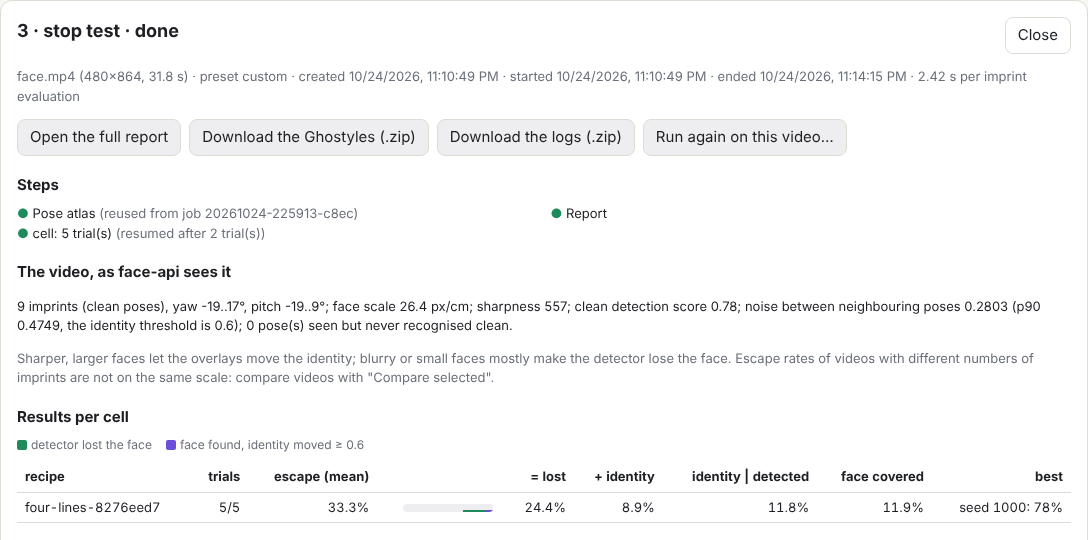 3 · stop test · done
Close
face.mp4 (480×864, 31.8 s) · preset custom · created 10/24/2026, 11:10:49 PM · started 10/24/2026, 11:10:49 PM · ended 10/24/2026, 11:14:15 PM · 2.42 s per imprint
evaluation
Open the full report
Download the Ghostyles (.zip)
Download the logs (.zip)
Run again on this video…
Steps
Pose atlas (reused from job 20261024-225913-c8ec)
Report
cell: 5 trial(s) (resumed after 2 trial(s))
The video, as face-api sees it
9 imprints (clean poses), yaw -19..17°, pitch -19..9°; face scale 26.4 px/cm; sharpness 557; clean detection score 0.78; noise between neighbouring poses 0.2803 (p90
0.4749, the identity threshold is 0.6); 0 pose(s) seen but never recognised clean.
Sharper, larger faces let the overlays move the identity; blurry or small faces mostly make the detector lose the face. Escape rates of videos with different numbers of
imprints are not on the same scale: compare videos with "Compare selected".
Results per cell
detector lost the face face found, identity moved ≥ 0.6
recipe trials escape (mean) = lost + identity identity | detected face covered best
four-lines-8276eed7 5/5 33.3% 24.4% 8.9% 11.8% 11.9% seed 1000: 78%